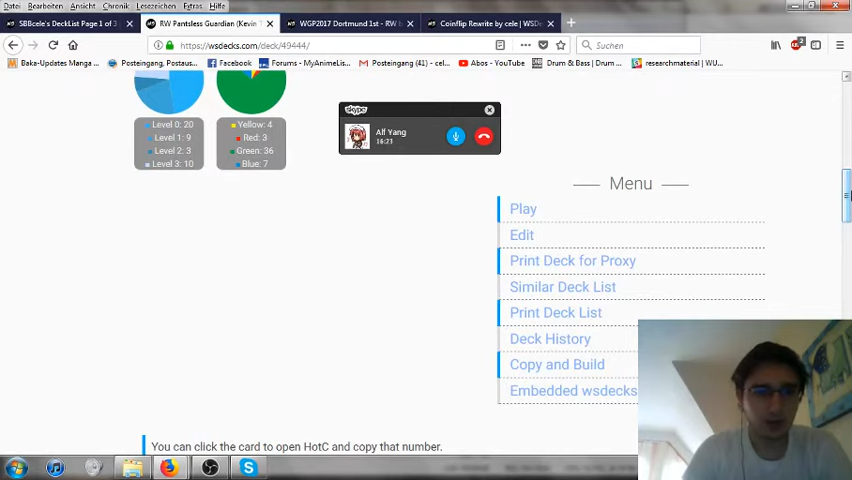 Datei Bearbeiten Ansicht Chronik Lesezeichen Extras Hilfe
SBBcele's DeckList Page 1 of 3
RW Pantsless Guardian (Kevin T
WGP2017 Dortmund 1st - RW b
Coinflip Rewrite by cele | WSDe
https://wsdecks.com/deck/49444/
Suchen
Baka-Updates Manga ...
Posteingang, Postaus...
Facebook
Forums - MyAnimeLis...
Posteingang (41) - cel...
Abos - YouTube
Drum & Bass | The of...
researchmaterial | WU...
Level 0: 20
Level 1: 9
Level 2: 3
Level 3: 10
Yellow: 4
Red: 3
Green: 36
Blue: 7
skype
Alf Yang
16:21
Menu
Play
Edit
Print Deck for Proxy
Similar Deck List
Print Deck List
Deck History
Copy and Build
Embedded wsdecks
You can click the card to open HotC and copy that number.